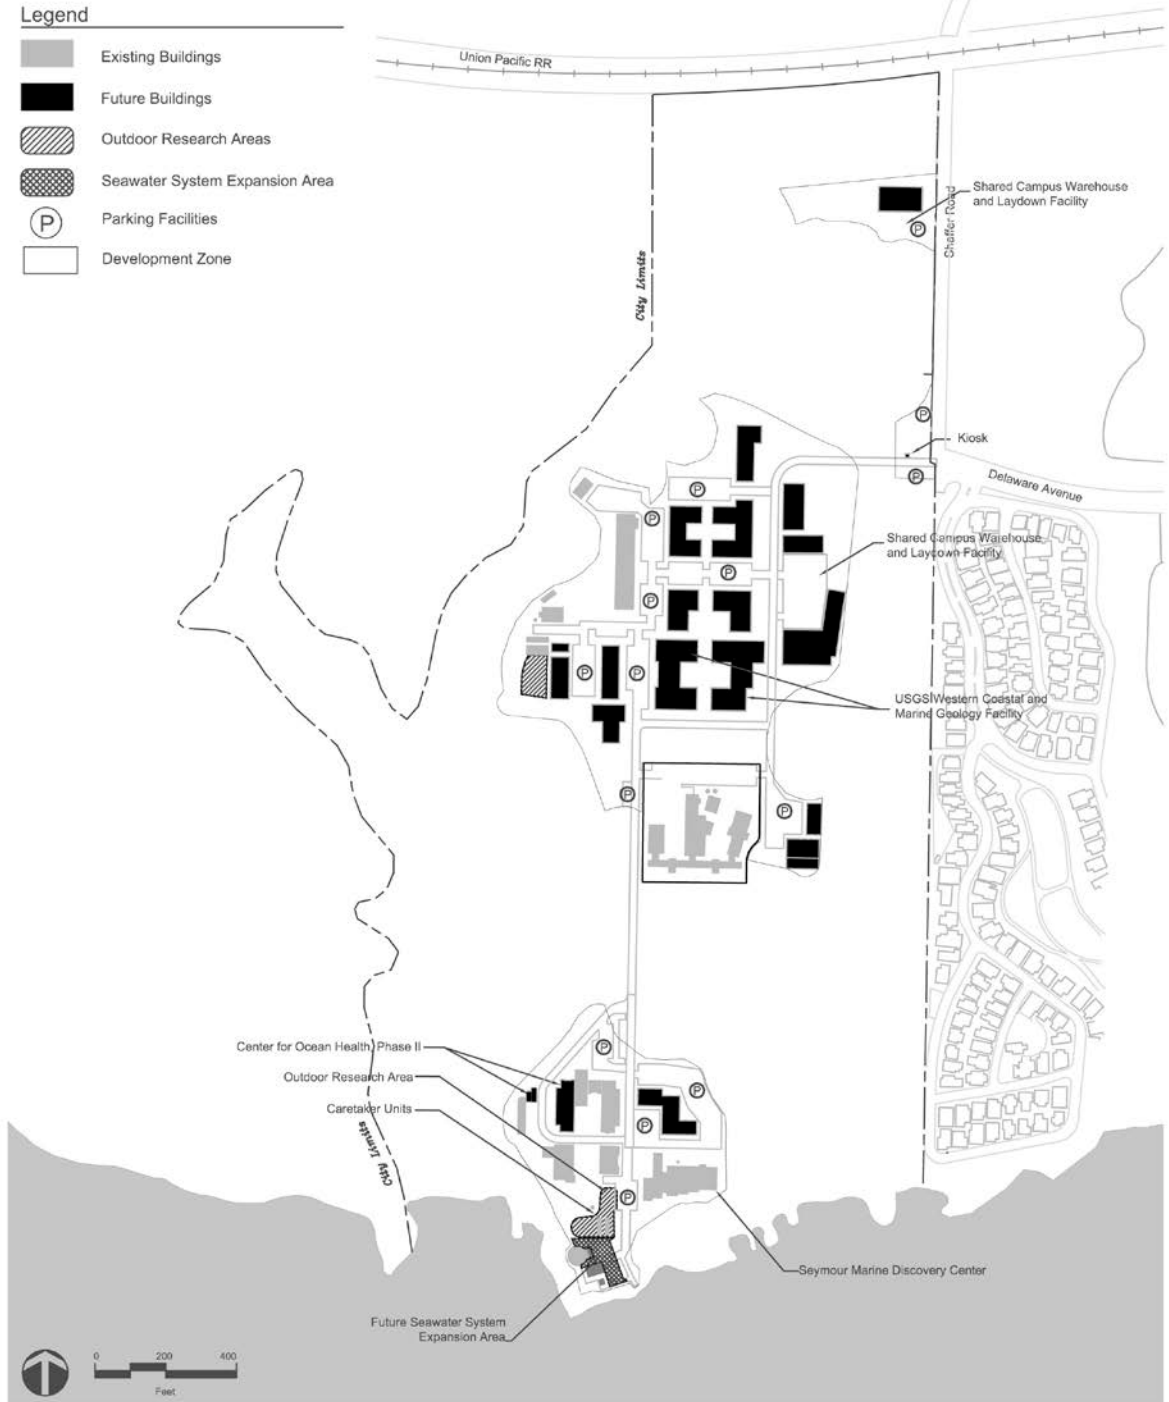 Legend
Existing Buildings
Future Buildings
Outdoor Research Areas
Seawater System Expansion Area
P
Parking Facilities
Development Zone
Union Pacific RR
Shaffer Road
Shared Campus Warehouse
and Laydown Facility
P
City Limits
P
Kiosk
P
Delaware Avenue
P
P
Shared Campus Warehouse
and Laydown Facility
P
P
P
P
USGS Western Coastal and
Marine Geology Facility
P
P
Center for Ocean Health, Phase II
P
Outdoor Research Area
P
Caretaker Units
P
City Limits
P
Seymour Marine Discovery Center
Future Seawater System
Expansion Area
0 200 400
Feet